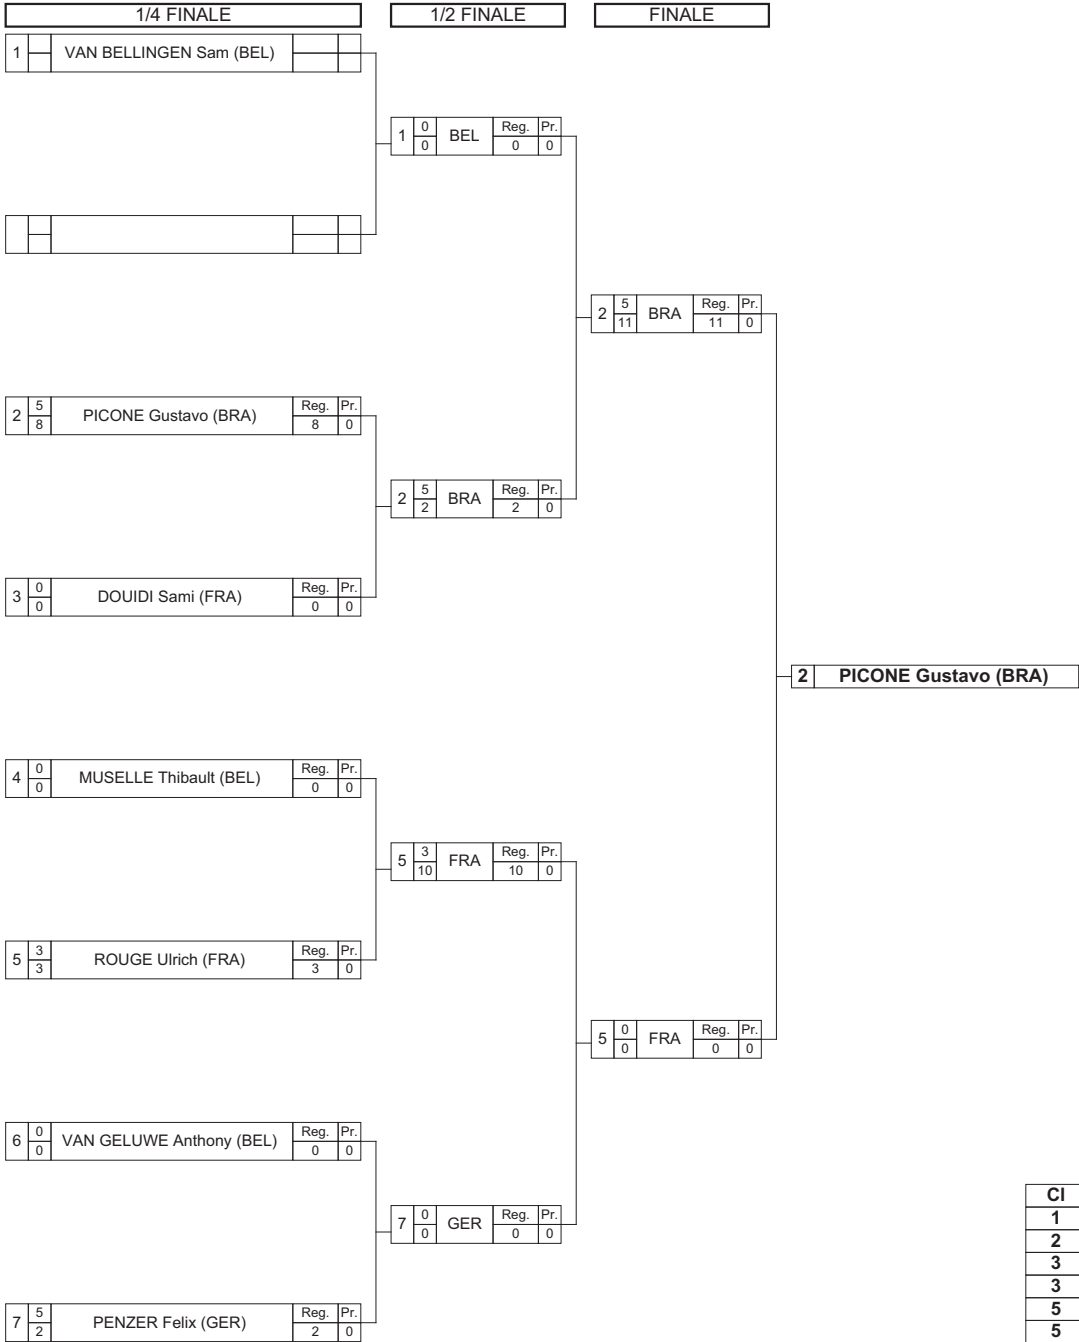 1/4 FINALE 1/2 FINALE FINALE
1 VAN BELLINGEN Sam (BEL)
1 0 0 BEL Reg. 0 Pr. 0
2 5 11 BRA Reg. 11 Pr. 0
2 5 8 PICONE Gustavo (BRA) Reg. 8 Pr. 0
2 5 2 BRA Reg. 2 Pr. 0
3 0 0 DOUIDI Sami (FRA) Reg. 0 Pr. 0
2 PICONE Gustavo (BRA)
4 0 0 MUSELLE Thibault (BEL) Reg. 0 Pr. 0
5 3 10 FRA Reg. 10 Pr. 0
5 3 3 ROUGE Ulrich (FRA) Reg. 3 Pr. 0
5 0 0 FRA Reg. 0 Pr. 0
6 0 0 VAN GELUWE Anthony (BEL) Reg. 0 Pr. 0
7 0 0 GER Reg. 0 Pr. 0
7 5 2 PENZER Felix (GER) Reg. 2 Pr. 0
Cl
1
2
3
3
5
5